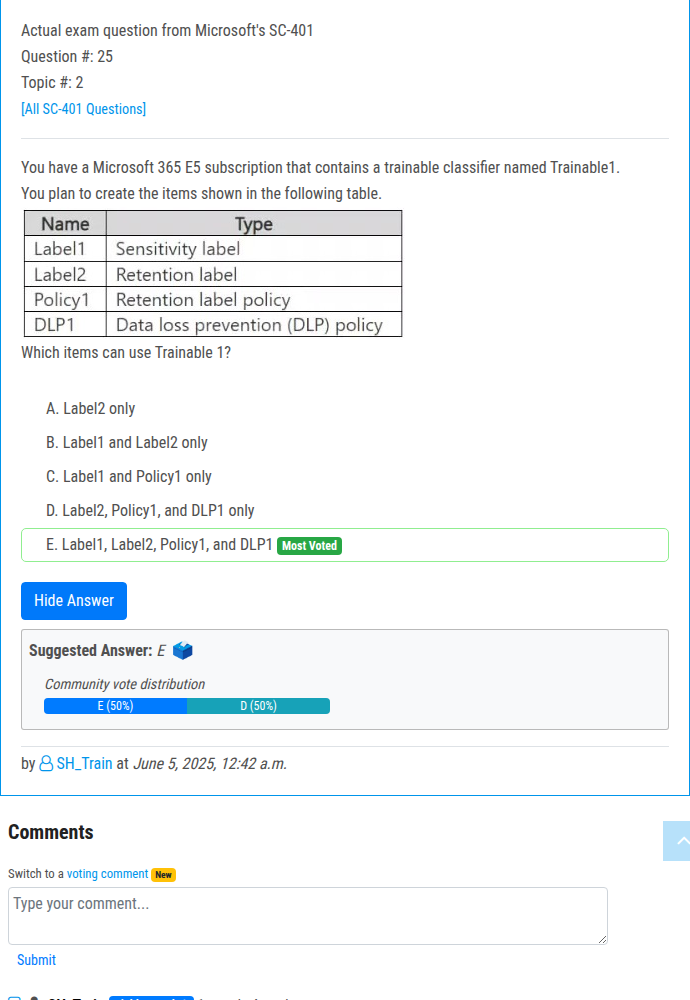 Actual exam question from Microsoft's SC-401
Question #: 25
Topic #: 2
[All SC-401 Questions]
You have a Microsoft 365 E5 subscription that contains a trainable classifier named Trainable1.
You plan to create the items shown in the following table.
Name Type
Label1 Sensitivity label
Label2 Retention label
Policy1 Retention label policy
DLP1 Data loss prevention (DLP) policy
Which items can use Trainable 1?
A. Label2 only
B. Label1 and Label2 only
C. Label1 and Policy1 only
D. Label2, Policy1, and DLP1 only
E. Label1, Label2, Policy1, and DLP1 Most Voted
Hide Answer
Suggested Answer: E
Community vote distribution
E (50%) D (50%)
by SH_Train at June 5, 2025, 12:42 a.m.
Comments
Switch to a voting comment New
Type your comment...
Submit